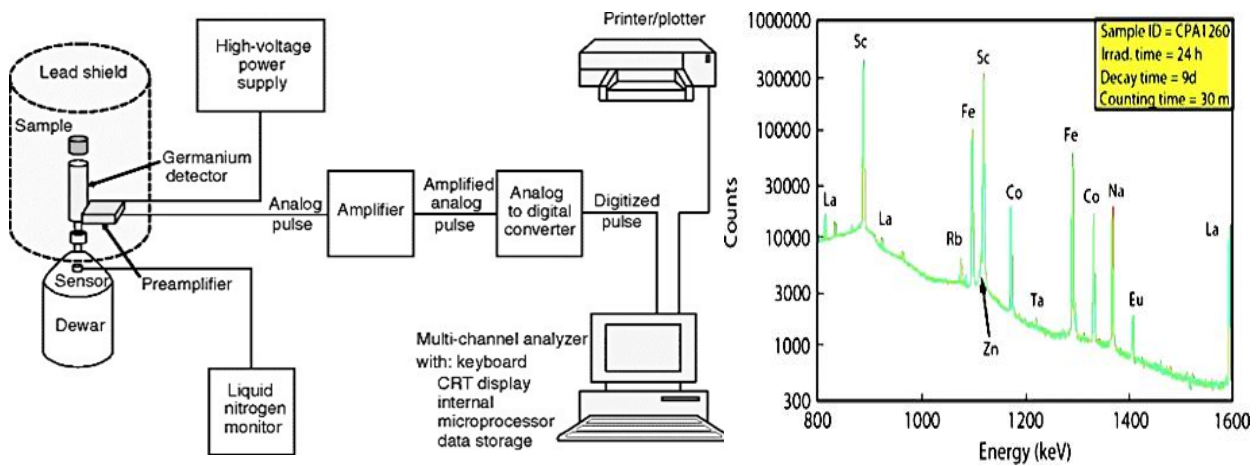 High-voltage
power
supply
Lead shield
Sample
Germanium
detector
Analog
pulse
Amplifier
Amplified
analog
pulse
Analog
to digital
converter
Digitized
pulse
Printer/plotter
Sensor
Preamplifier
Dewar
Liquid
nitrogen
monitor
Multi-channel analyzer
with: keyboard
CRT display
internal
microprocessor
data storage
Sample ID = CPA1260
Irrad. time = 24 h
Decay time = 9d
Counting time = 30 m
Counts
1000000
300000
100000
30000
10000
3000
1000
300
La
Sc
La
Rb
Fe
Sc
Zn
Co
Ta
Fe
Co
Na
Eu
La
800
1000
1200
1400
1600
Energy (keV)